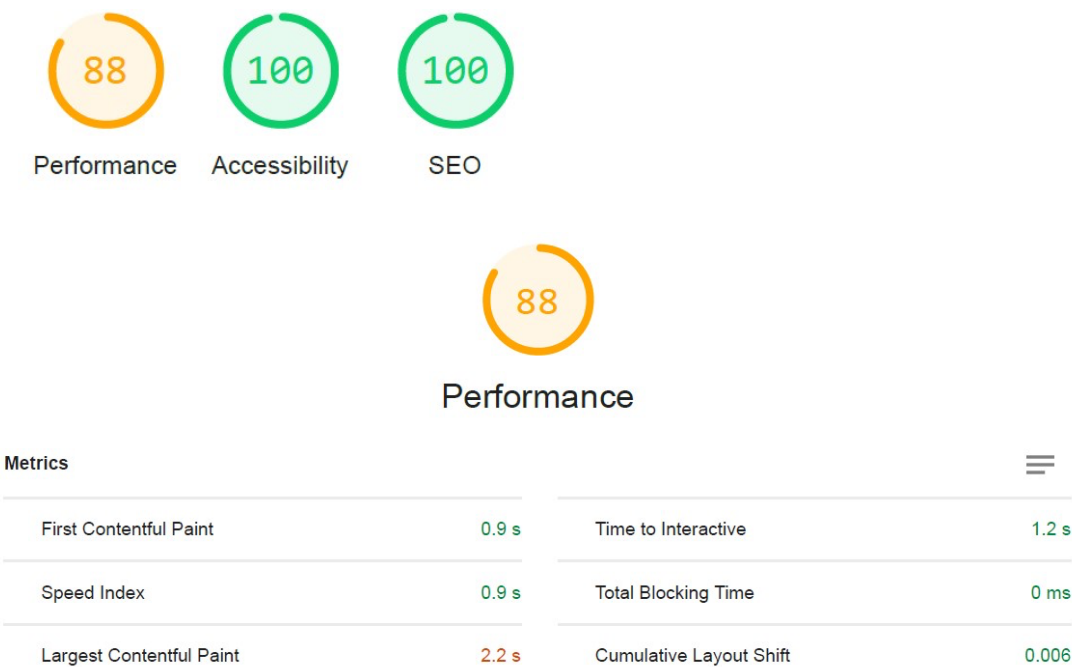 88 100 100
Performance Accessibility SEO
88
Performance
Metrics
First Contentful Paint 0.9 s Time to Interactive 1.2 s
Speed Index 0.9 s Total Blocking Time 0 ms
Largest Contentful Paint 2.2 s Cumulative Layout Shift 0.006